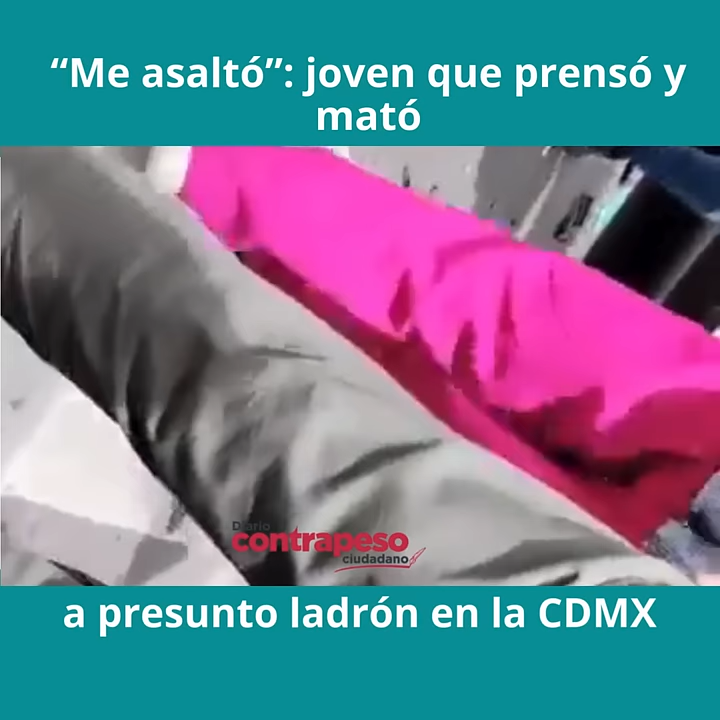 “Me asaltó”: joven que prensó y
mató
Diario
contrapeso
ciudadano
a presunto ladrón en la CDMX